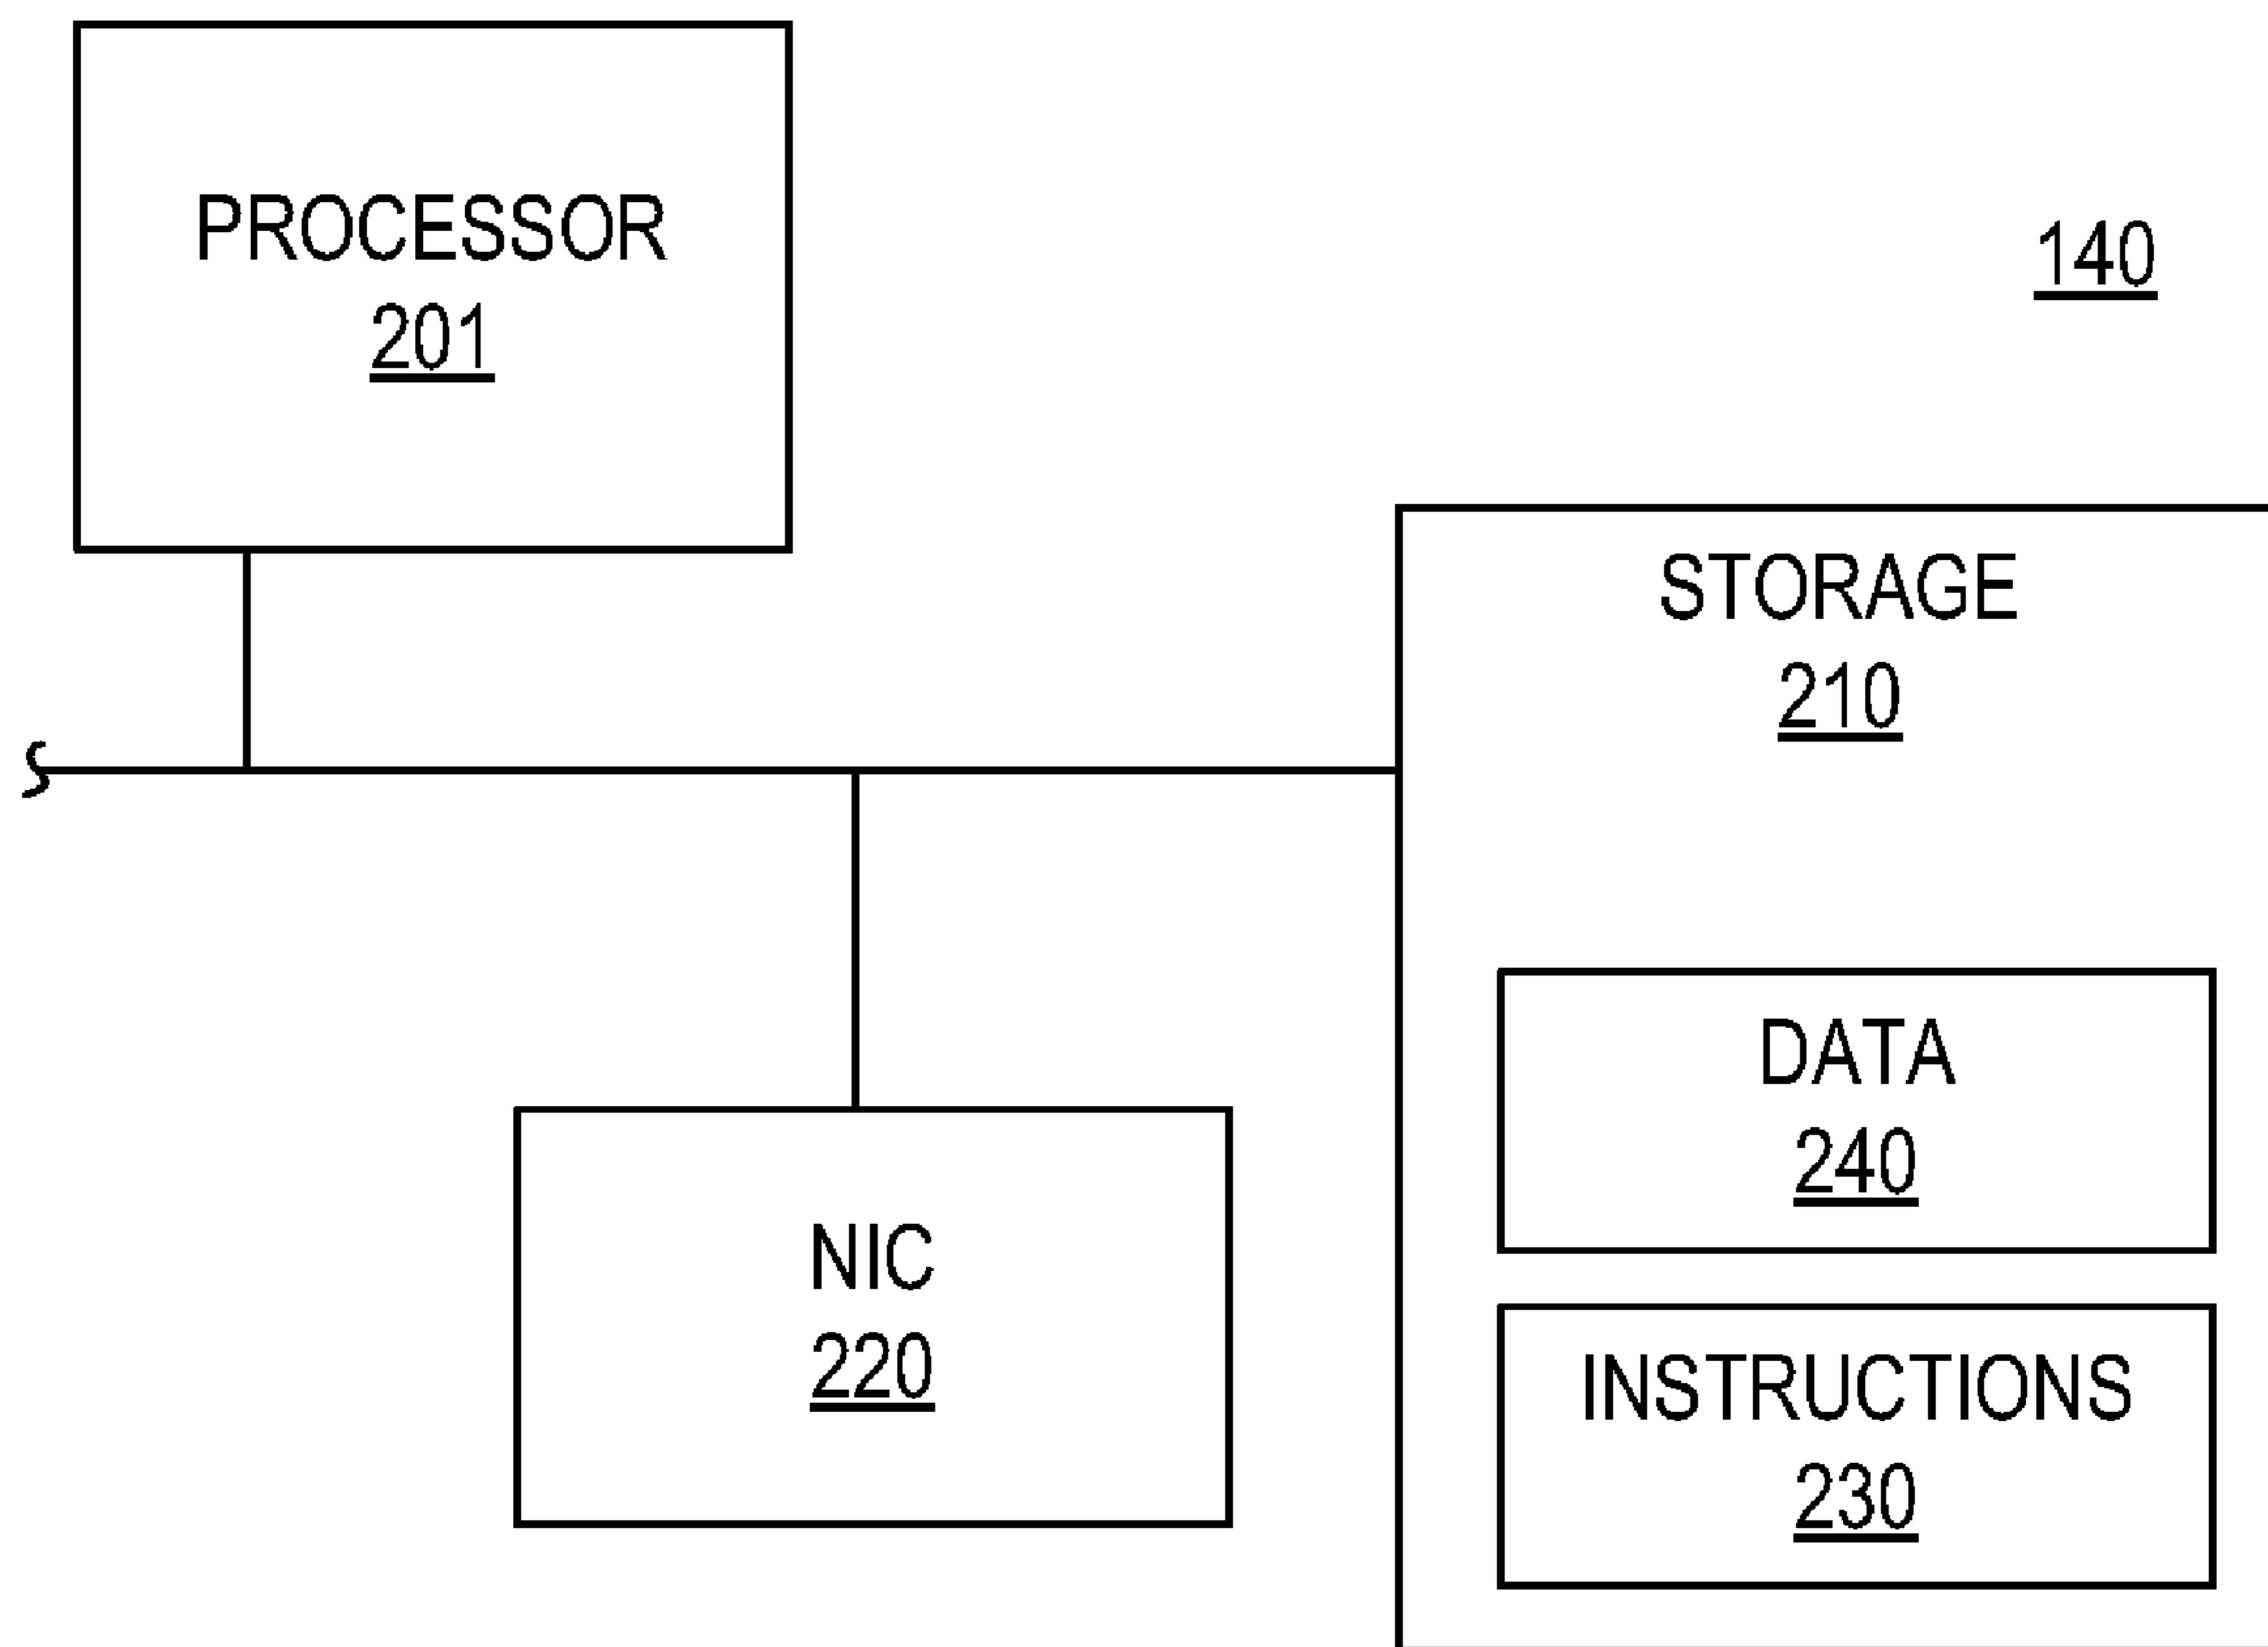 PROCESSOR
201
140
STORAGE
210
DATA
240
NIC
220
INSTRUCTIONS
230